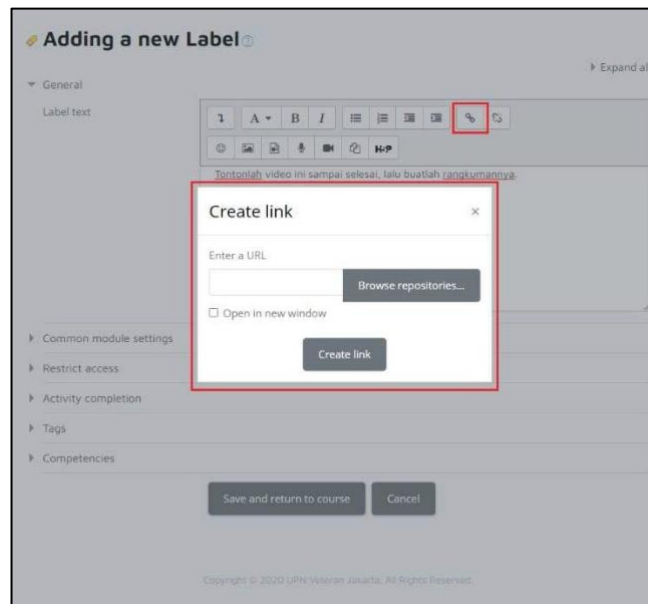 Adding a new Label
Expand al
General
Label text
A B I
H-P
Tontonlah video ini sampai selesai, lalu buatlah rangkumannya.
Create link ×
Enter a URL
Browse repositories...
Open in new window
Create link
Common module settings
Restrict access
Activity completion
Tags
Competencies
Save and return to course Cancel
Copyright © 2020 UPN Veteran Jakarta, All Rights Reserved.